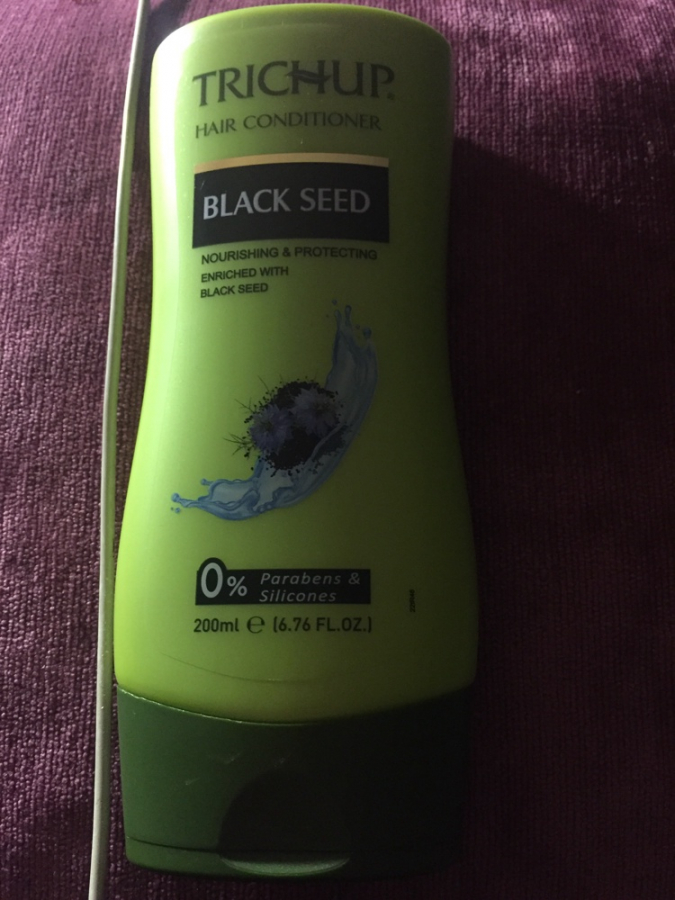 TRICHUP®
HAIR CONDITIONER
BLACK SEED
NOURISHING & PROTECTING
ENRICHED WITH
BLACK SEED
0% Parabens &
Silicones
200ml ℮ (6.76 FL.OZ.)